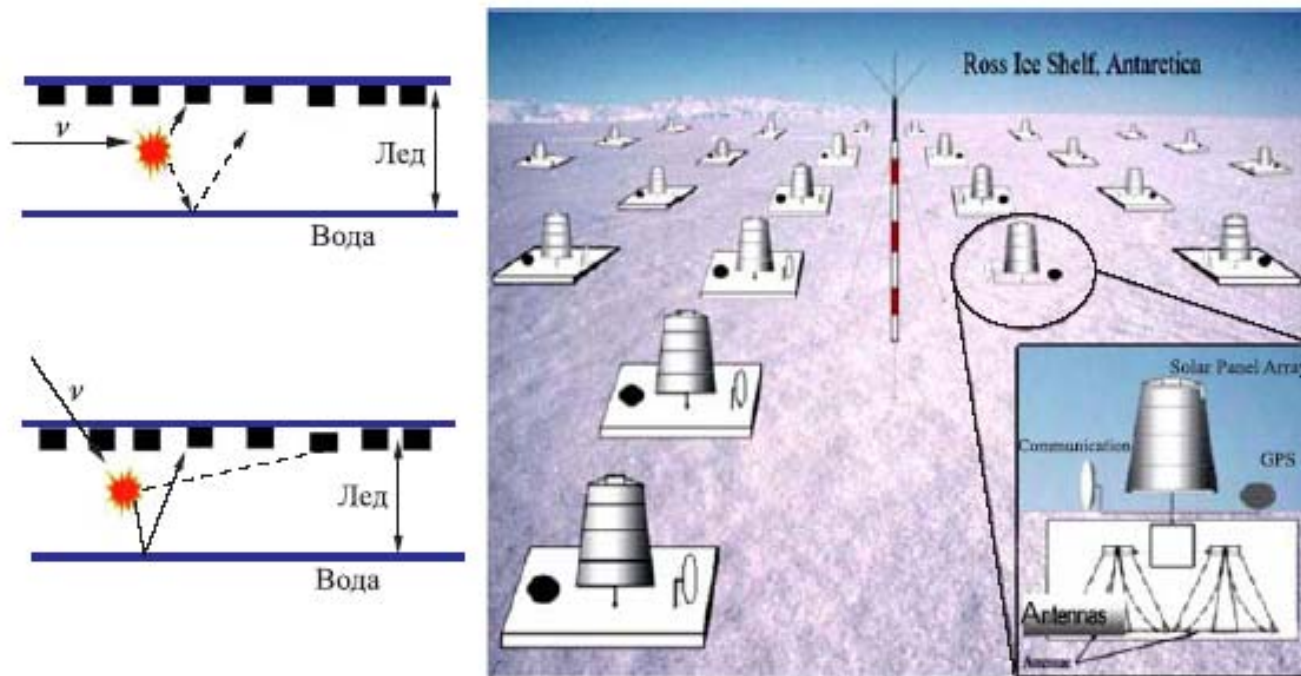 ν
Лед
Вода
ν
Лед
Вода
Ross Ice Shelf, Antarctica
Solar Panel Array
Communication
GPS
Antennas